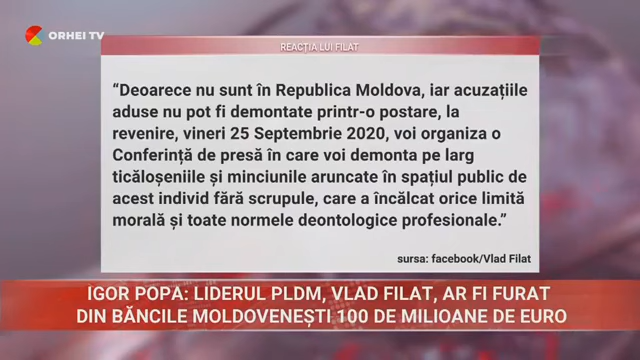 ORHEI TV
REACȚIA LUI FILAT
“Deoarece nu sunt în Republica Moldova, iar acuzațiile
aduse nu pot fi demontate printr-o postare, la
revenire, vineri 25 Septembrie 2020, voi organiza o
Conferință de presă în care voi demonta pe larg
ticăloșeniile și minciunile aruncate în spațiul public de
acest individ fără scrupule, care a încălcat orice limită
morală și toate normele deontologice profesionale.”
sursa: facebook/Vlad Filat
IGOR POPA: LIDERUL PLDM, VLAD FILAT, AR FI FURAT
DIN BĂNCILE MOLDOVENEȘTI 100 DE MILIOANE DE EURO